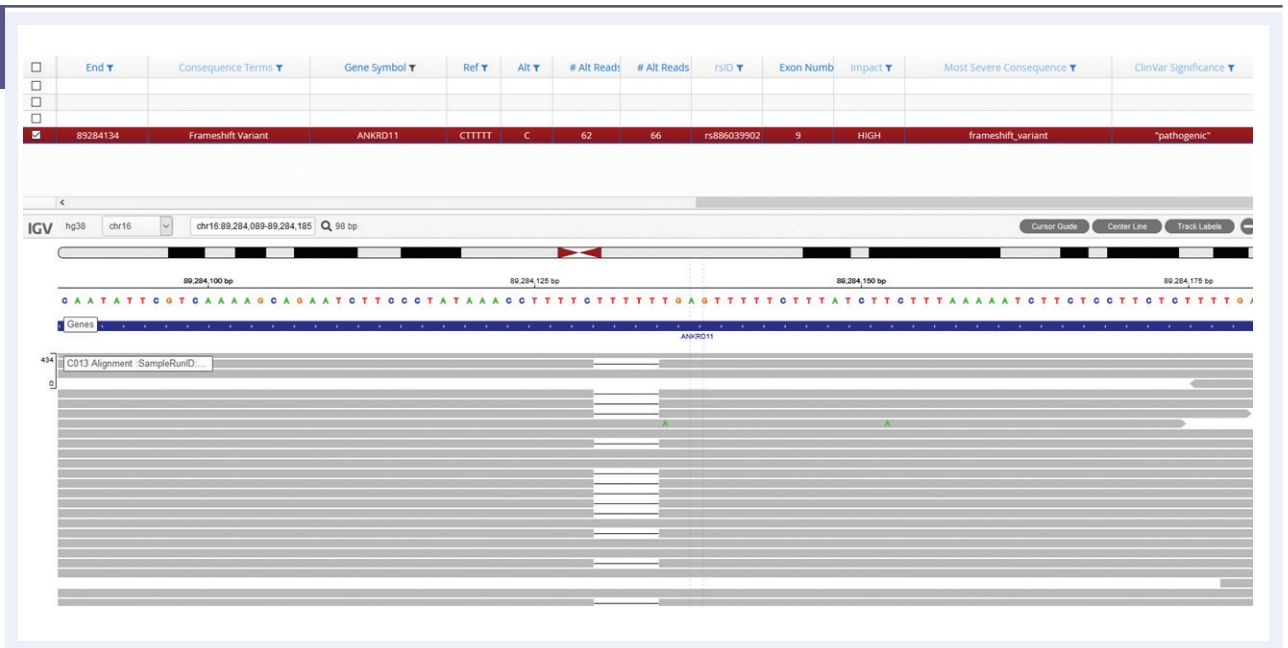 End Consequence Terms Gene Symbol Ref Alt # Alt Reads # Alt Reads rsID Exon Numb Impact Most Severe Consequence ClinVar Significance
89284134 Frameshift Variant ANKRD11 CTTTTT C 62 66 rs886039902 9 HIGH frameshift_variant "pathogenic"
IGV hg38 chr16 chr16:89,284,089-89,284,185 98 bp Cursor Guide Center Line Track Labels
89,284,100 bp 89,284,125 bp 89,284,150 bp 89,284,175 bp
C A A T A T T C G T C A A A A G C A G A A T C T T C C C T A T A A A C C T T T T C T T T T T T G A G T T T T T C T T T A T C T T C T T T A A A A A T C T T C T C C T T C T C T T T T G A
Genes
ANKRD11
434 C013 Alignment :SampleRunID:...
0
A A